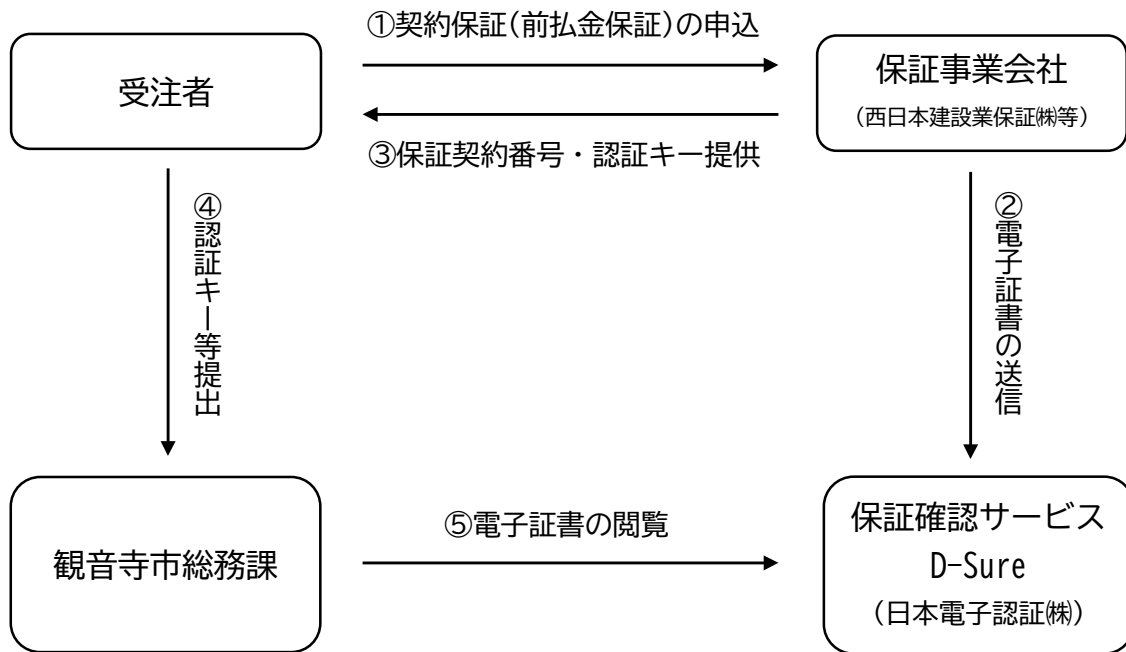 ①契約保証(前払金保証)の申込
受注者
保証事業会社
(西日本建設業保証㈱等)
③保証契約番号・認証キー提供
④認証キー等提出
②電子証書の送信
⑤電子証書の閲覧
観音寺市総務課
保証確認サービス
D-Sure
(日本電子認証㈱)